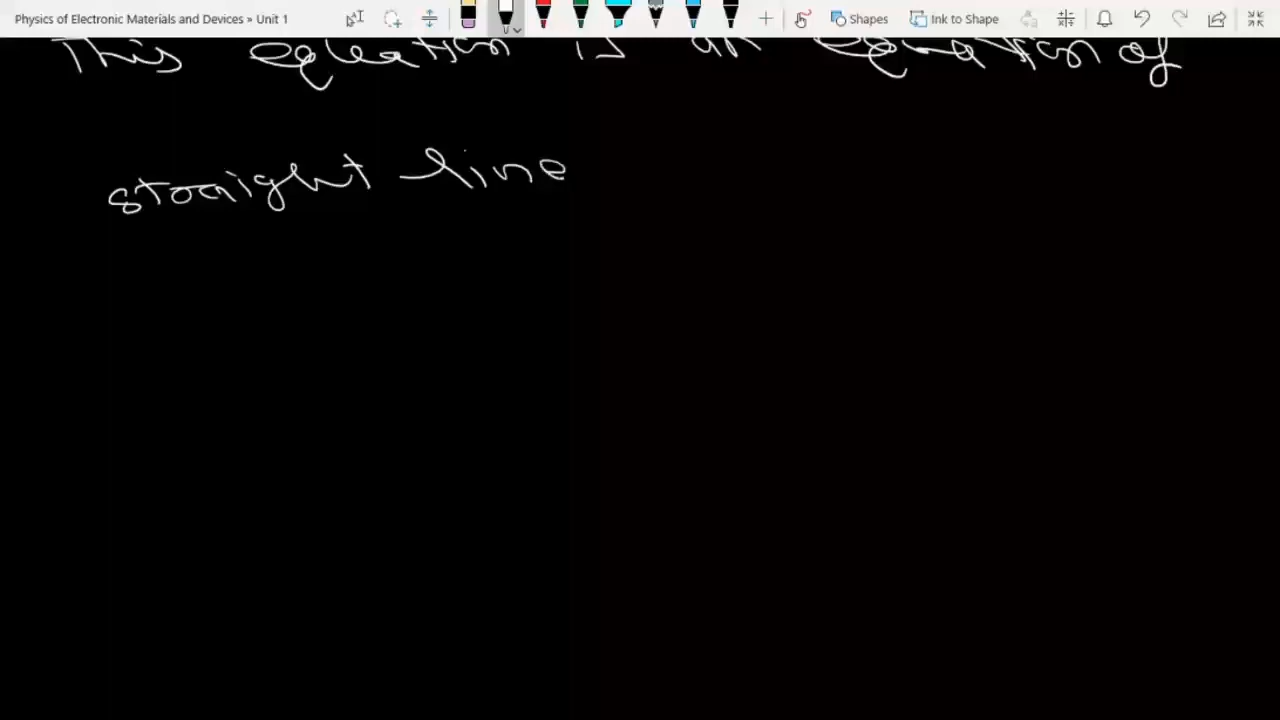 Physics of Electronic Materials and Devices » Unit 1
Shapes
Ink to Shape
This equation is an equation of
straight line